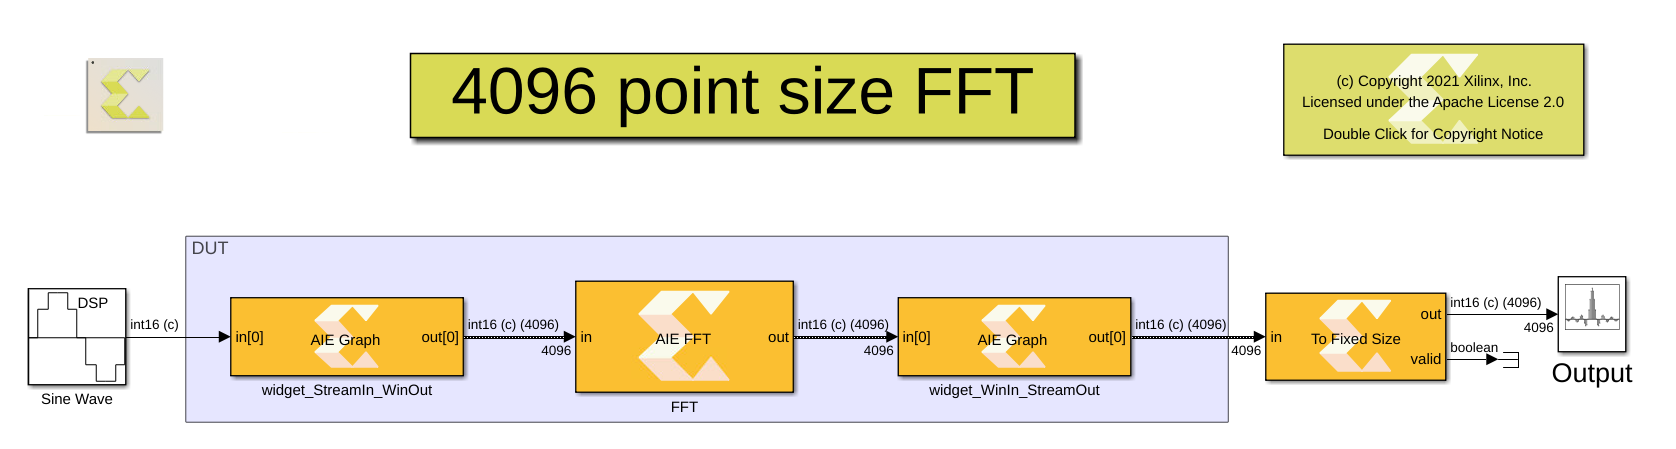 4096 point size FFT
(c) Copyright 2021 Xilinx, Inc.
Licensed under the Apache License 2.0
Double Click for Copyright Notice
DUT
DSP
int16 (c)
Sine Wave
in[0]
AIE Graph
out[0]
widget_StreamIn_WinOut
int16 (c) (4096)
4096
in
AIE FFT
out
FFT
int16 (c) (4096)
4096
in[0]
AIE Graph
out[0]
widget_WinIn_StreamOut
int16 (c) (4096)
4096
in
To Fixed Size
out
valid
int16 (c) (4096)
4096
boolean
Output